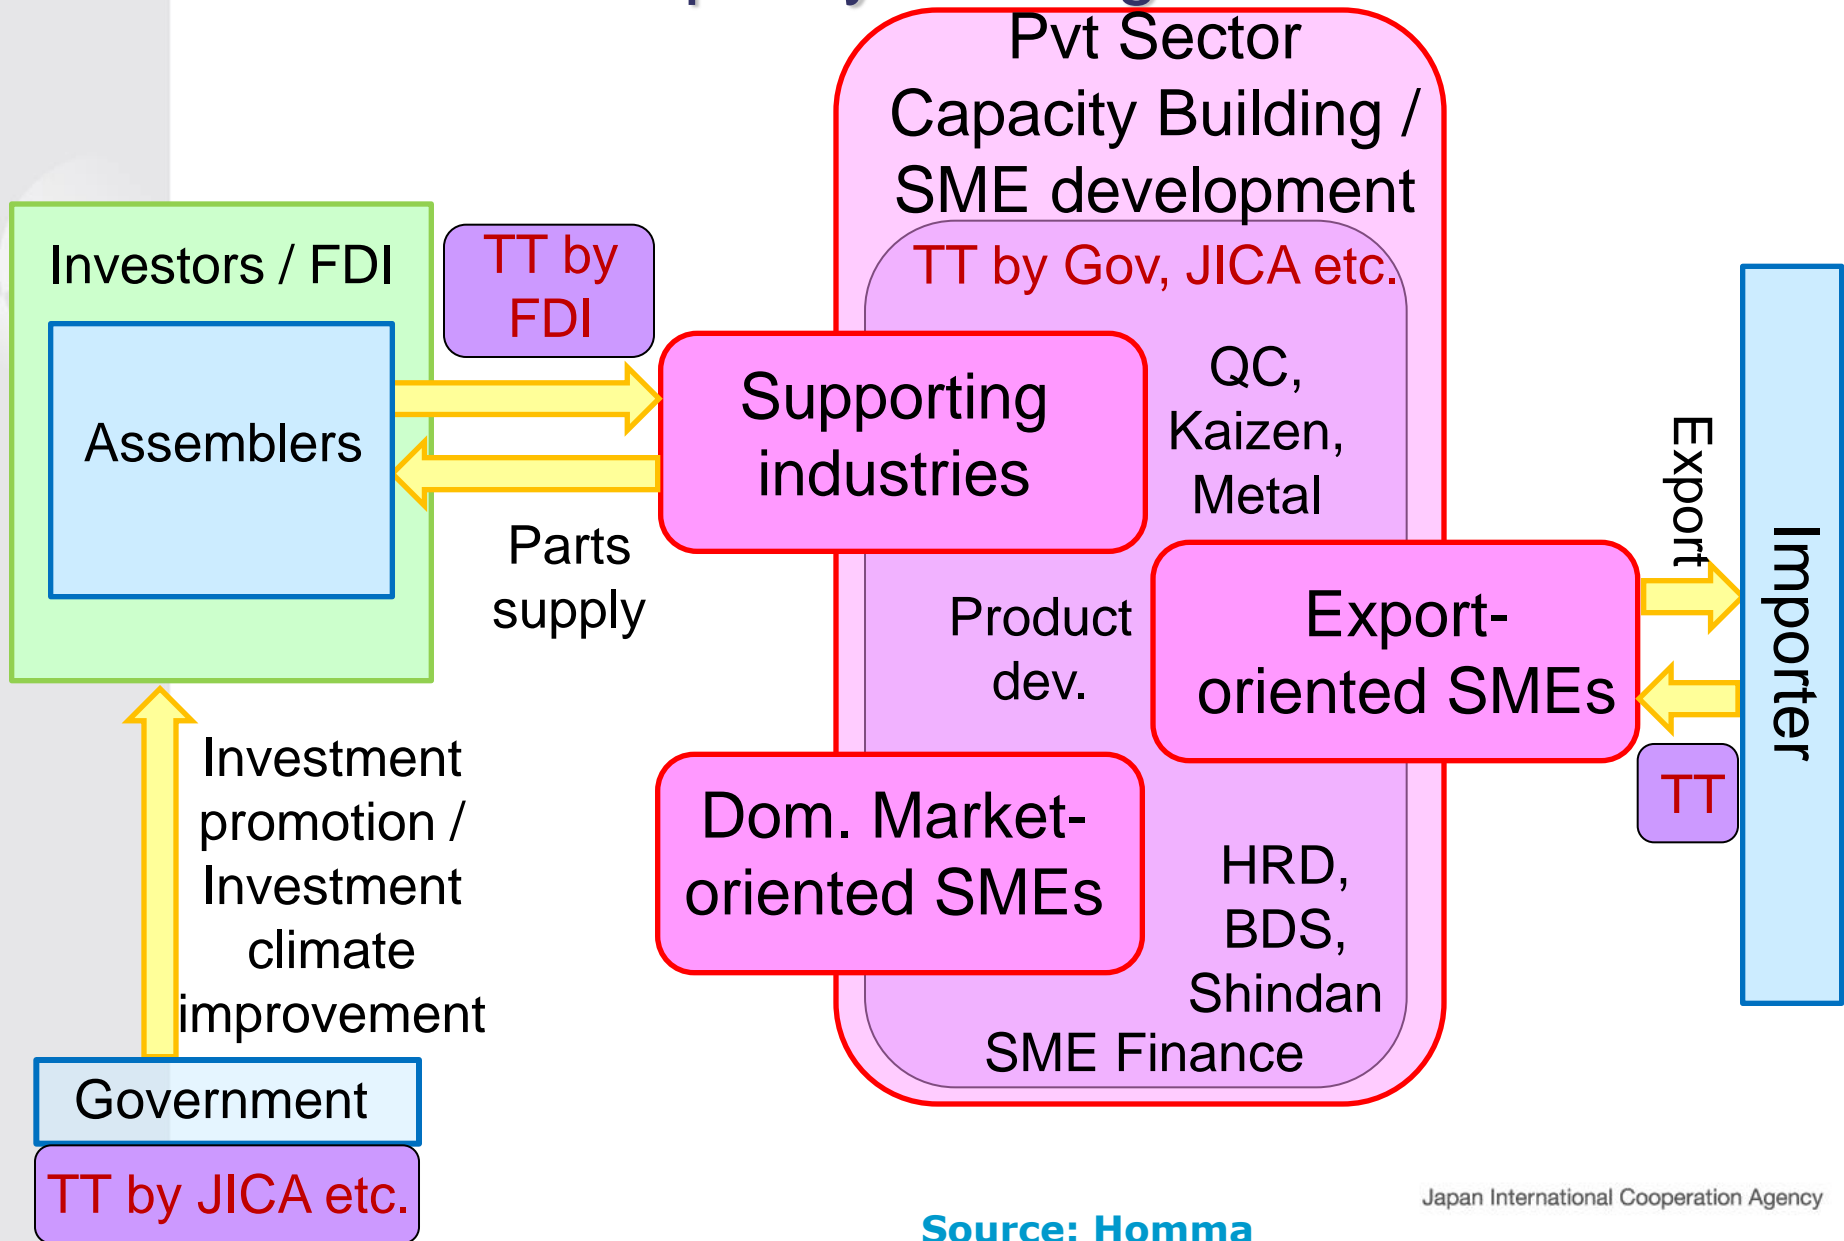 Pvt Sector
Capacity Building /
SME development
TT by Gov, JICA etc.
Investors / FDI
Assemblers
TT by
FDI
Parts
supply
Supporting
industries
QC,
Kaizen,
Metal
Product
dev.
Export-
oriented SMEs
Export
Importer
TT
Dom. Market-
oriented SMEs
HRD,
BDS,
Shindan
SME Finance
Investment
promotion /
Investment
climate
improvement
Government
TT by JICA etc.
Japan International Cooperation Agency
Source: Homma